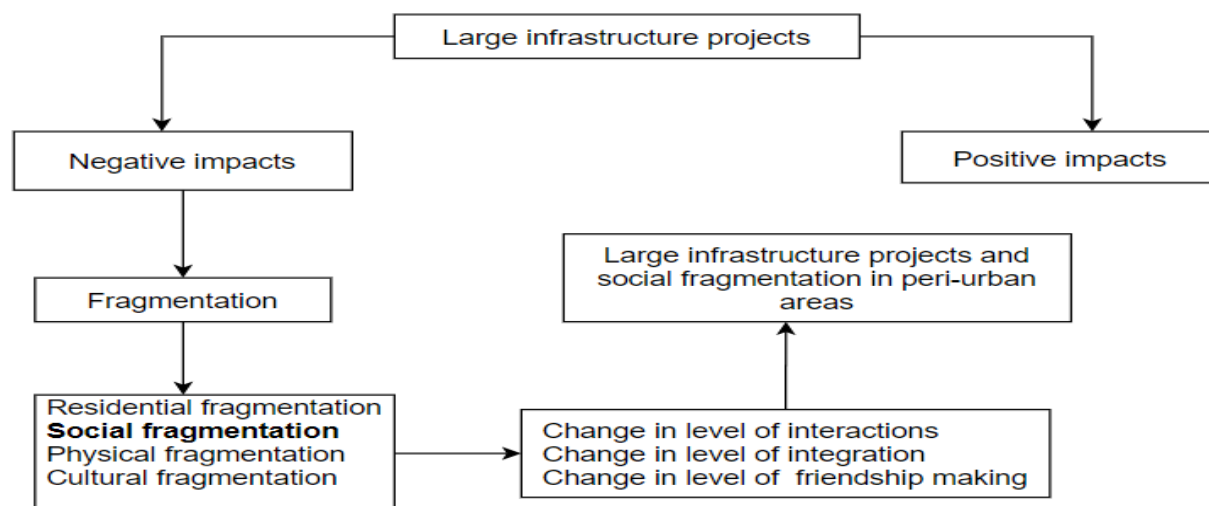 Large infrastructure projects
Negative impacts
Positive impacts
Large infrastructure projects and
social fragmentation in peri-urban
areas
Fragmentation
Residential fragmentation
Social fragmentation
Physical fragmentation
Cultural fragmentation
Change in level of interactions
Change in level of integration
Change in level of friendship making